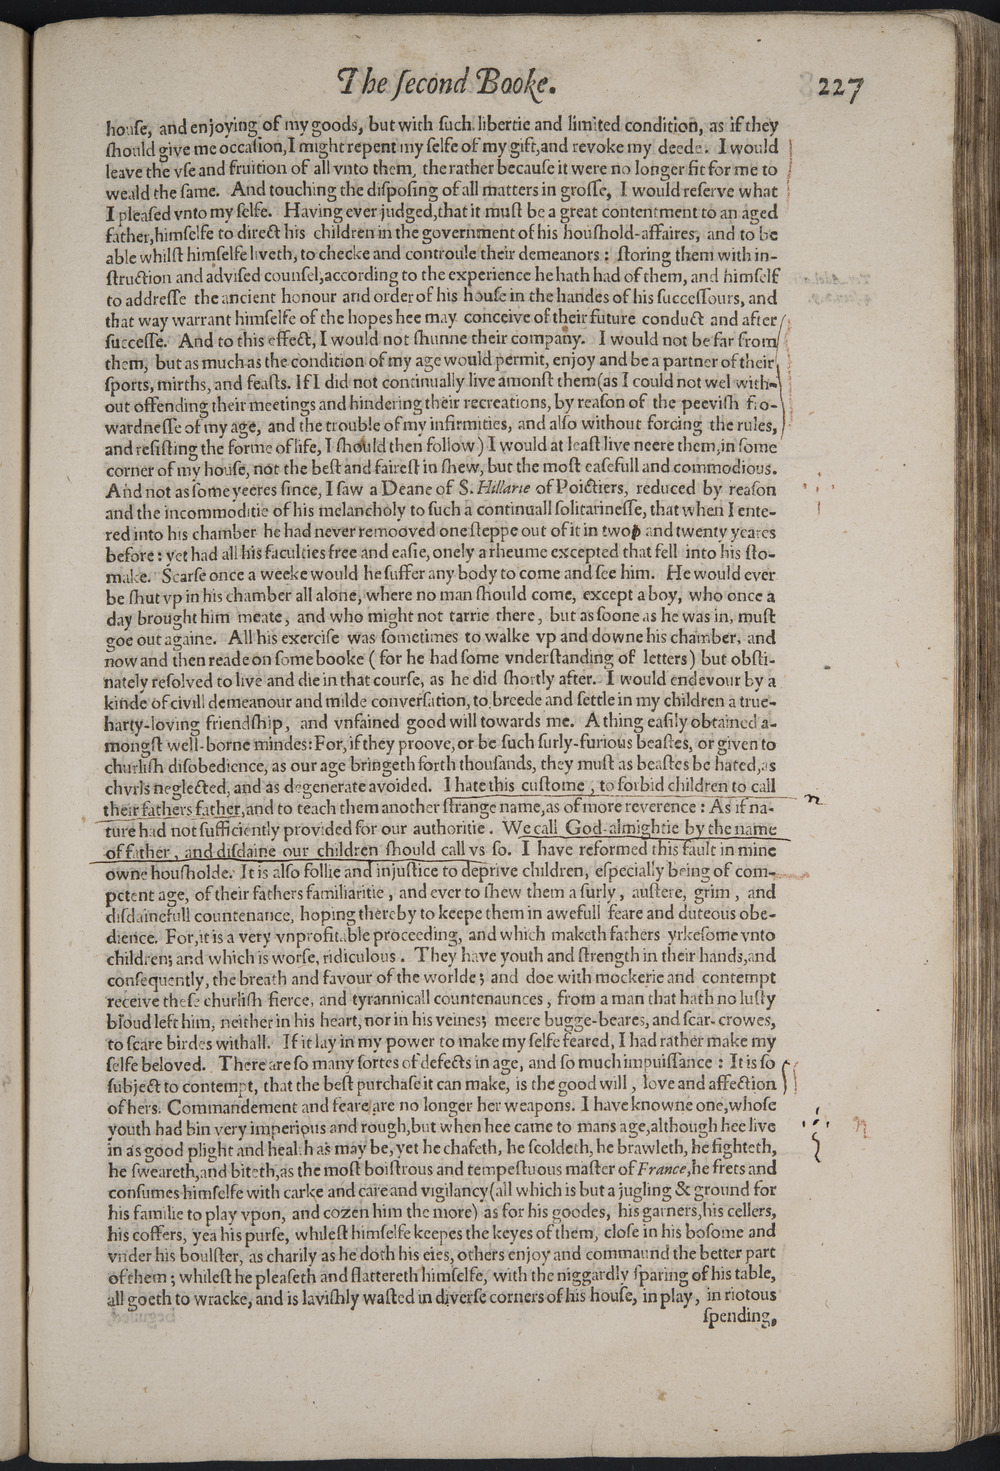 The ſecond Booke. 227
houſe, and enjoying of my goods, but with ſuch libertie and limited condition, as if they
ſhould give me occaſion, I might repent my ſelfe of my gift, and revoke my deede. I would
leave the vſe and fruition of all vnto them, the rather becauſe it were no longer fit for me to
weald the ſame. And touching the diſpoſing of all matters in groſſe, I would reſerve what
I pleaſed vnto my ſelfe. Having ever judged, that it muſt be a great contentment to an aged
father, himſelfe to direct his children in the government of his houſhold-affaires, and to be
able whilſt himſelfe liveth, to checke and controule their demeanors : ſtoring them with in-
ſtruction and adviſed counſel, according to the experience he hath had of them, and himſelf
to addreſſe the ancient honour and order of his houſe in the handes of his ſucceſſours, and
that way warrant himſelfe of the hopes hee may conceive of their future conduct and after
ſucceſſe. And to this effect, I would not ſhunne their company. I would not be far from
them, but as much as the condition of my age would permit, enjoy and be a partner of their
ſports, mirths, and feaſts. If I did not continually live amonſt them (as I could not wel with-
out offending their meetings and hindering their recreations, by reaſon of the peeviſh fro-
wardneſſe of my age, and the trouble of my infirmities, and alſo without forcing the rules,
and reſiſting the forme of life, I ſhould then follow) I would at leaſt live neere them, in ſome
corner of my houſe, not the beſt and faireſt in ſhew, but the moſt eaſefull and commodious.
And not as ſome yeeres ſince, I ſaw a Deane of S. Hillarie of Poictiers, reduced by reaſon
and the incommoditie of his melancholy to ſuch a continuall ſolitarineſſe, that when I ente-
red into his chamber he had never remooved one ſteppe out of it in two and twenty yeares
before : yet had all his faculties free and eaſie, onely a rheume excepted that fell into his ſto-
make. Scarſe once a weeke would he ſuffer any body to come and ſee him. He would ever
be ſhut vp in his chamber all alone, where no man ſhould come, except a boy, who once a
day brought him meate, and who might not tarrie there, but as ſoone as he was in, muſt
goe out againe. All his exerciſe was ſometimes to walke vp and downe his chamber, and
now and then reade on ſome booke ( for he had ſome vnderſtanding of letters) but obſti-
nately reſolved to live and die in that courſe, as he did ſhortly after. I would endevour by a
kinde of civill demeanour and milde converſation, to breede and ſettle in my children a true-
harty-loving friendſhip, and vnfained good will towards me. A thing eaſily obtained a-
mongſt well-borne mindes: For, if they proove, or be ſuch ſurly-furious beaſtes, or given to
churliſh diſobedience, as our age bringeth forth thouſands, they muſt as beaſtes be hated, as
chvrls neglected, and as degenerate avoided. I hate this cuſtome, to forbid children to call
their fathers father, and to teach them another ſtrange name, as of more reverence : As if na-
n
ture had not ſufficiently provided for our authoritie. We call God-almightie by the name
of father, and diſdaine our children ſhould call vs ſo. I have reformed this fault in mine
owne houſholde. It is alſo follie and injuſtice to deprive children, eſpecially being of com-
petent age, of their fathers familiaritie, and ever to ſhew them a ſurly, auſtere, grim, and
diſdainefull countenance, hoping thereby to keepe them in awefull feare and duteous obe-
dience. For, it is a very vnprofitable proceeding, and which maketh fathers yrkeſome vnto
children; and which is worſe, ridiculous. They have youth and ſtrength in their hands, and
conſequently, the breath and favour of the worlde; and doe with mockerie and contempt
receive theſe churliſh fierce, and tyrannicall countenaunces, from a man that hath no luſty
bloud left him, neither in his heart, nor in his veines; meere bugge-beares, and ſcar-crowes,
to ſcare birdes withall. If it lay in my power to make my ſelfe feared, I had rather make my
ſelfe beloved. There are ſo many ſortes of defects in age, and ſo much impuiſſance : It is ſo
ſubject to contempt, that the beſt purchaſe it can make, is the good will, love and affection
of hers. Commandement and feare are no longer her weapons. I have knowne one, whoſe
youth had bin very imperious and rough, but when hee came to mans age, although hee live
n
in as good plight and health as may be, yet he chafeth, he ſcoldeth, he brawleth, he fighteth,
he ſweareth, and biteth, as the moſt boiſtrous and tempeſtuous maſter of France, he frets and
conſumes himſelfe with carke and care and vigilancy (all which is but a jugling & ground for
his familie to play vpon, and cozen him the more) as for his goodes, his garners, his cellers,
his coffers, yea his purſe, whileſt himſelfe keepes the keyes of them, cloſe in his boſome and
vnder his boulſter, as charily as he doth his eies, others enjoy and commaund the better part
of them ; whileſt he pleaſeth and flattereth himſelfe, with the niggardly ſparing of his table,
all goeth to wracke, and is laviſhly waſted in diverſe corners of his houſe, in play, in riotous
ſpending,